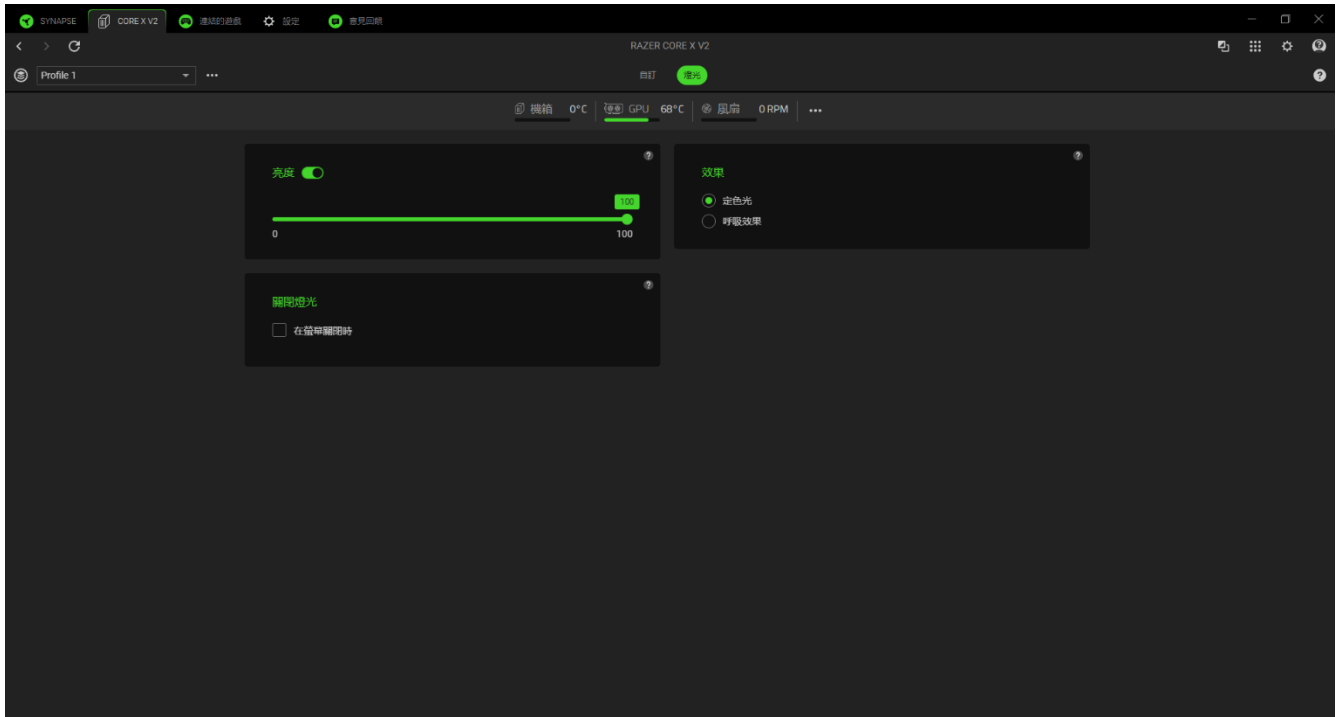 SYNAPSE CORE X V2 連結的遊戲 設定 意見回饋
RAZER CORE X V2
Profile 1 自訂 燈光
機箱 0°C GPU 68°C 風扇 0 RPM
亮度
100
0 100
效果
定色光
呼吸效果
關閉燈光
在螢幕關閉時